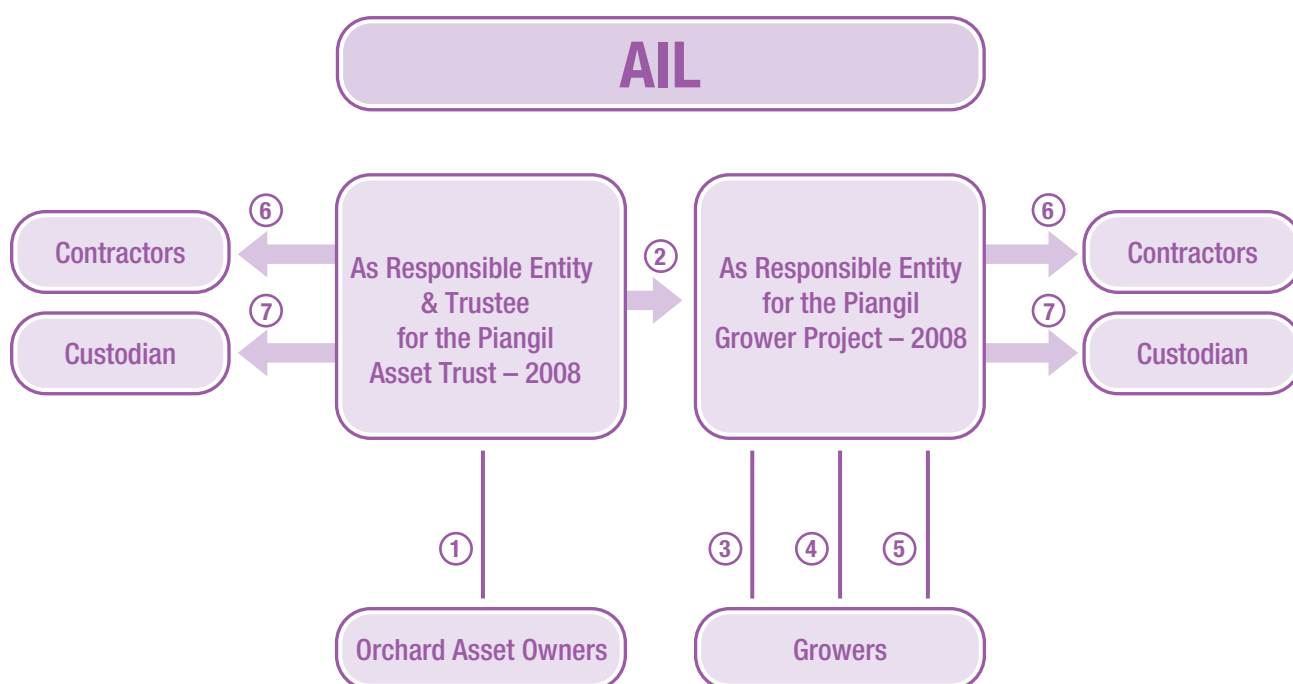 AIL
⑥
Contractors
⑦
Custodian
As Responsible Entity
& Trustee
for the Piangil
Asset Trust – 2008
②
As Responsible Entity
for the Piangil
Grower Project – 2008
⑥
Contractors
⑦
Custodian
①
③
④
⑤
Orchard Asset Owners
Growers